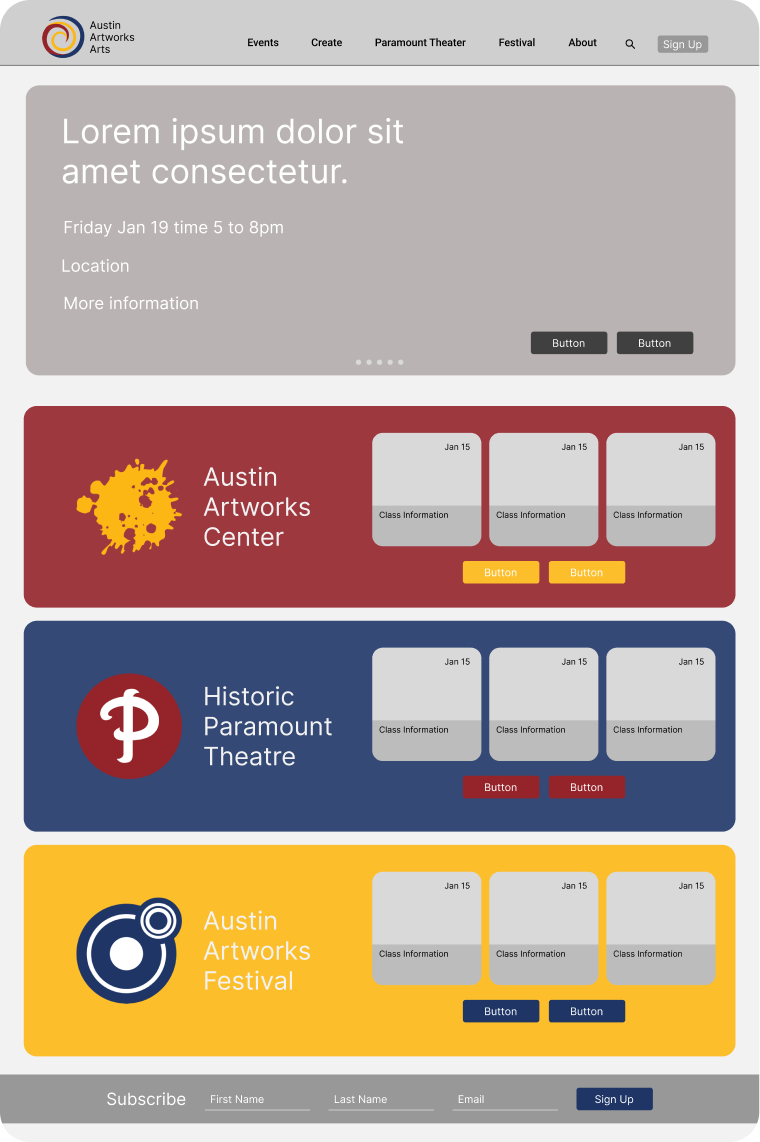 Austin
Artworks
Arts
Events Create Paramount Theater Festival About Sign Up
Lorem ipsum dolor sit
amet consectetur.
Friday Jan 19 time 5 to 8pm
Location
More information
Button Button
Austin
Artworks
Center
Jan 15 Jan 15 Jan 15
Class Information Class Information Class Information
Button Button
P
Historic
Paramount
Theatre
Jan 15 Jan 15 Jan 15
Class Information Class Information Class Information
Button Button
Austin
Artworks
Festival
Jan 15 Jan 15 Jan 15
Class Information Class Information Class Information
Button Button
Subscribe First Name Last Name Email Sign Up